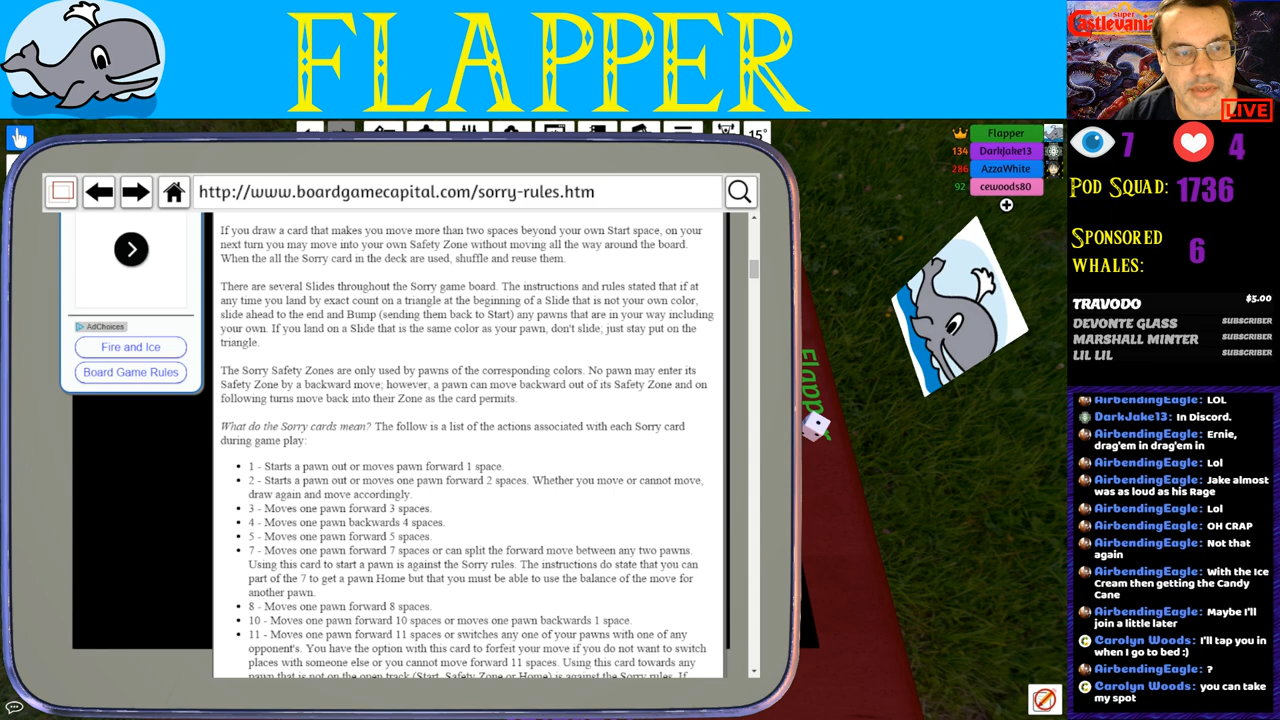 FLAPPER
super
Castlevania
LIVE
15°
http://www.boardgamecapital.com/sorry-rules.htm
Flapper
134 DarkJake13
286 AzzaWhite
92 cewoods80
7
4
POD SQUAD: 1736
SPONSORED
WHALES: 6
TRAVODO $5.00
DEVONTE GLASS SUBSCRIBER
MARSHALL MINTER SUBSCRIBER
LIL LIL SUBSCRIBER
AdChoices
Fire and Ice
Board Game Rules
If you draw a card that makes you move more than two spaces beyond your own Start space, on your
next turn you may move into your own Safety Zone without moving all the way around the board.
When the all the Sorry card in the deck are used, shuffle and reuse them.
There are several Slides throughout the Sorry game board. The instructions and rules stated that if at
any time you land by exact count on a triangle at the beginning of a Slide that is not your own color,
slide ahead to the end and Bump (sending them back to Start) any pawns that are in your way including
your own. If you land on a Slide that is the same color as your pawn, don't slide; just stay put on the
triangle.
The Sorry Safety Zones are only used by pawns of the corresponding colors. No pawn may enter its
Safety Zone by a backward move; however, a pawn can move backward out of its Safety Zone and on
following turns move back into their Zone as the card permits.
What do the Sorry cards mean? The follow is a list of the actions associated with each Sorry card
during game play:
• 1 - Starts a pawn out or moves pawn forward 1 space.
• 2 - Starts a pawn out or moves one pawn forward 2 spaces. Whether you move or cannot move,
draw again and move accordingly.
• 3 - Moves one pawn forward 3 spaces.
• 4 - Moves one pawn backwards 4 spaces.
• 5 - Moves one pawn forward 5 spaces.
• 7 - Moves one pawn forward 7 spaces or can split the forward move between any two pawns.
Using this card to start a pawn is against the Sorry rules. The instructions do state that you can
part of the 7 to get a pawn Home but that you must be able to use the balance of the move for
another pawn.
• 8 - Moves one pawn forward 8 spaces.
• 10 - Moves one pawn forward 10 spaces or moves one pawn backwards 1 space.
• 11 - Moves one pawn forward 11 spaces or switches any one of your pawns with one of any
opponent's. You have the option with this card to forfeit your move if you do not want to switch
places with someone else or you cannot move forward 11 spaces. Using this card towards any
pawn that is not on the open track (Start, Safety Zone or Home) is against the Sorry rules. If
Flapper
AirbendingEagle: LOL
DarkJake13: In Discord.
AirbendingEagle: Ernie,
drag'em in drag'em in
AirbendingEagle: Lol
AirbendingEagle: Jake almost
was as loud as his Rage
AirbendingEagle: Lol
AirbendingEagle: OH CRAP
AirbendingEagle: Not that
again
AirbendingEagle: With the Ice
Cream then getting the Candy
Cane
AirbendingEagle: Maybe I'll
join a little later
Carolyn Woods: I'll tap you in
when I go to bed :)
AirbendingEagle: ?
Carolyn Woods: you can take
my spot